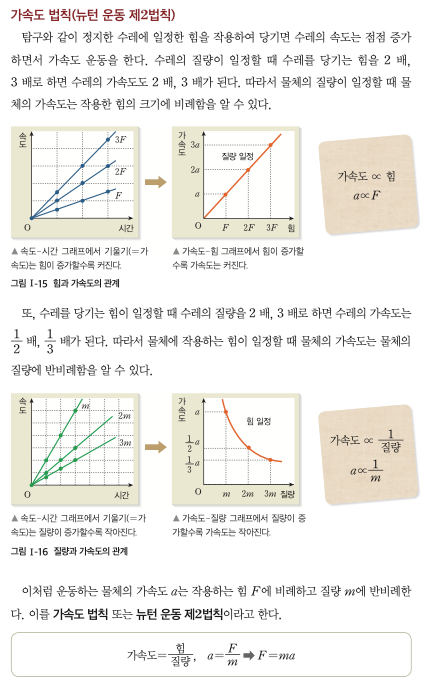 가속도 법칙(뉴턴 운동 제2법칙)
탐구와 같이 정지한 수레에 일정한 힘을 작용하여 당기면 수레의 속도는 점점 증가
하면서 가속도 운동을 한다. 수레의 질량이 일정할 때 수레를 당기는 힘을 2 배,
3 배로 하면 수레의 가속도도 2 배, 3 배가 된다. 따라서 물체의 질량이 일정할 때 물
체의 가속도는 작용한 힘의 크기에 비례함을 알 수 있다.
속도
3F
2F
F
O
시간
가속도
3a
2a
a
질량 일정
O
F 2F 3F 힘
가속도 ∝ 힘
a∝F
▲ 속도-시간 그래프에서 기울기(=가
속도)는 힘이 증가할수록 커진다.
▲ 가속도-힘 그래프에서 힘이 증가할
수록 가속도는 커진다.
그림 Ⅰ-15 힘과 가속도의 관계
또, 수레를 당기는 힘이 일정할 때 수레의 질량을 2 배, 3 배로 하면 수레의 가속도는
1/2 배, 1/3 배가 된다. 따라서 물체에 작용하는 힘이 일정할 때 물체의 가속도는 물체의
질량에 반비례함을 알 수 있다.
속도
m
2m
3m
O
시간
가속도
a
1/2 a
1/3 a
힘 일정
O
m 2m 3m 질량
가속도 ∝ 1/질량
a∝1/m
▲ 속도-시간 그래프에서 기울기(=가
속도)는 질량이 증가할수록 작아진다.
▲ 가속도-질량 그래프에서 질량이 증
가할수록 가속도는 작아진다.
그림 Ⅰ-16 질량과 가속도의 관계
이처럼 운동하는 물체의 가속도 a는 작용하는 힘 F에 비례하고 질량 m에 반비례한
다. 이를 가속도 법칙 또는 뉴턴 운동 제2법칙이라고 한다.
가속도=힘/질량, a=F/m ➡ F=ma